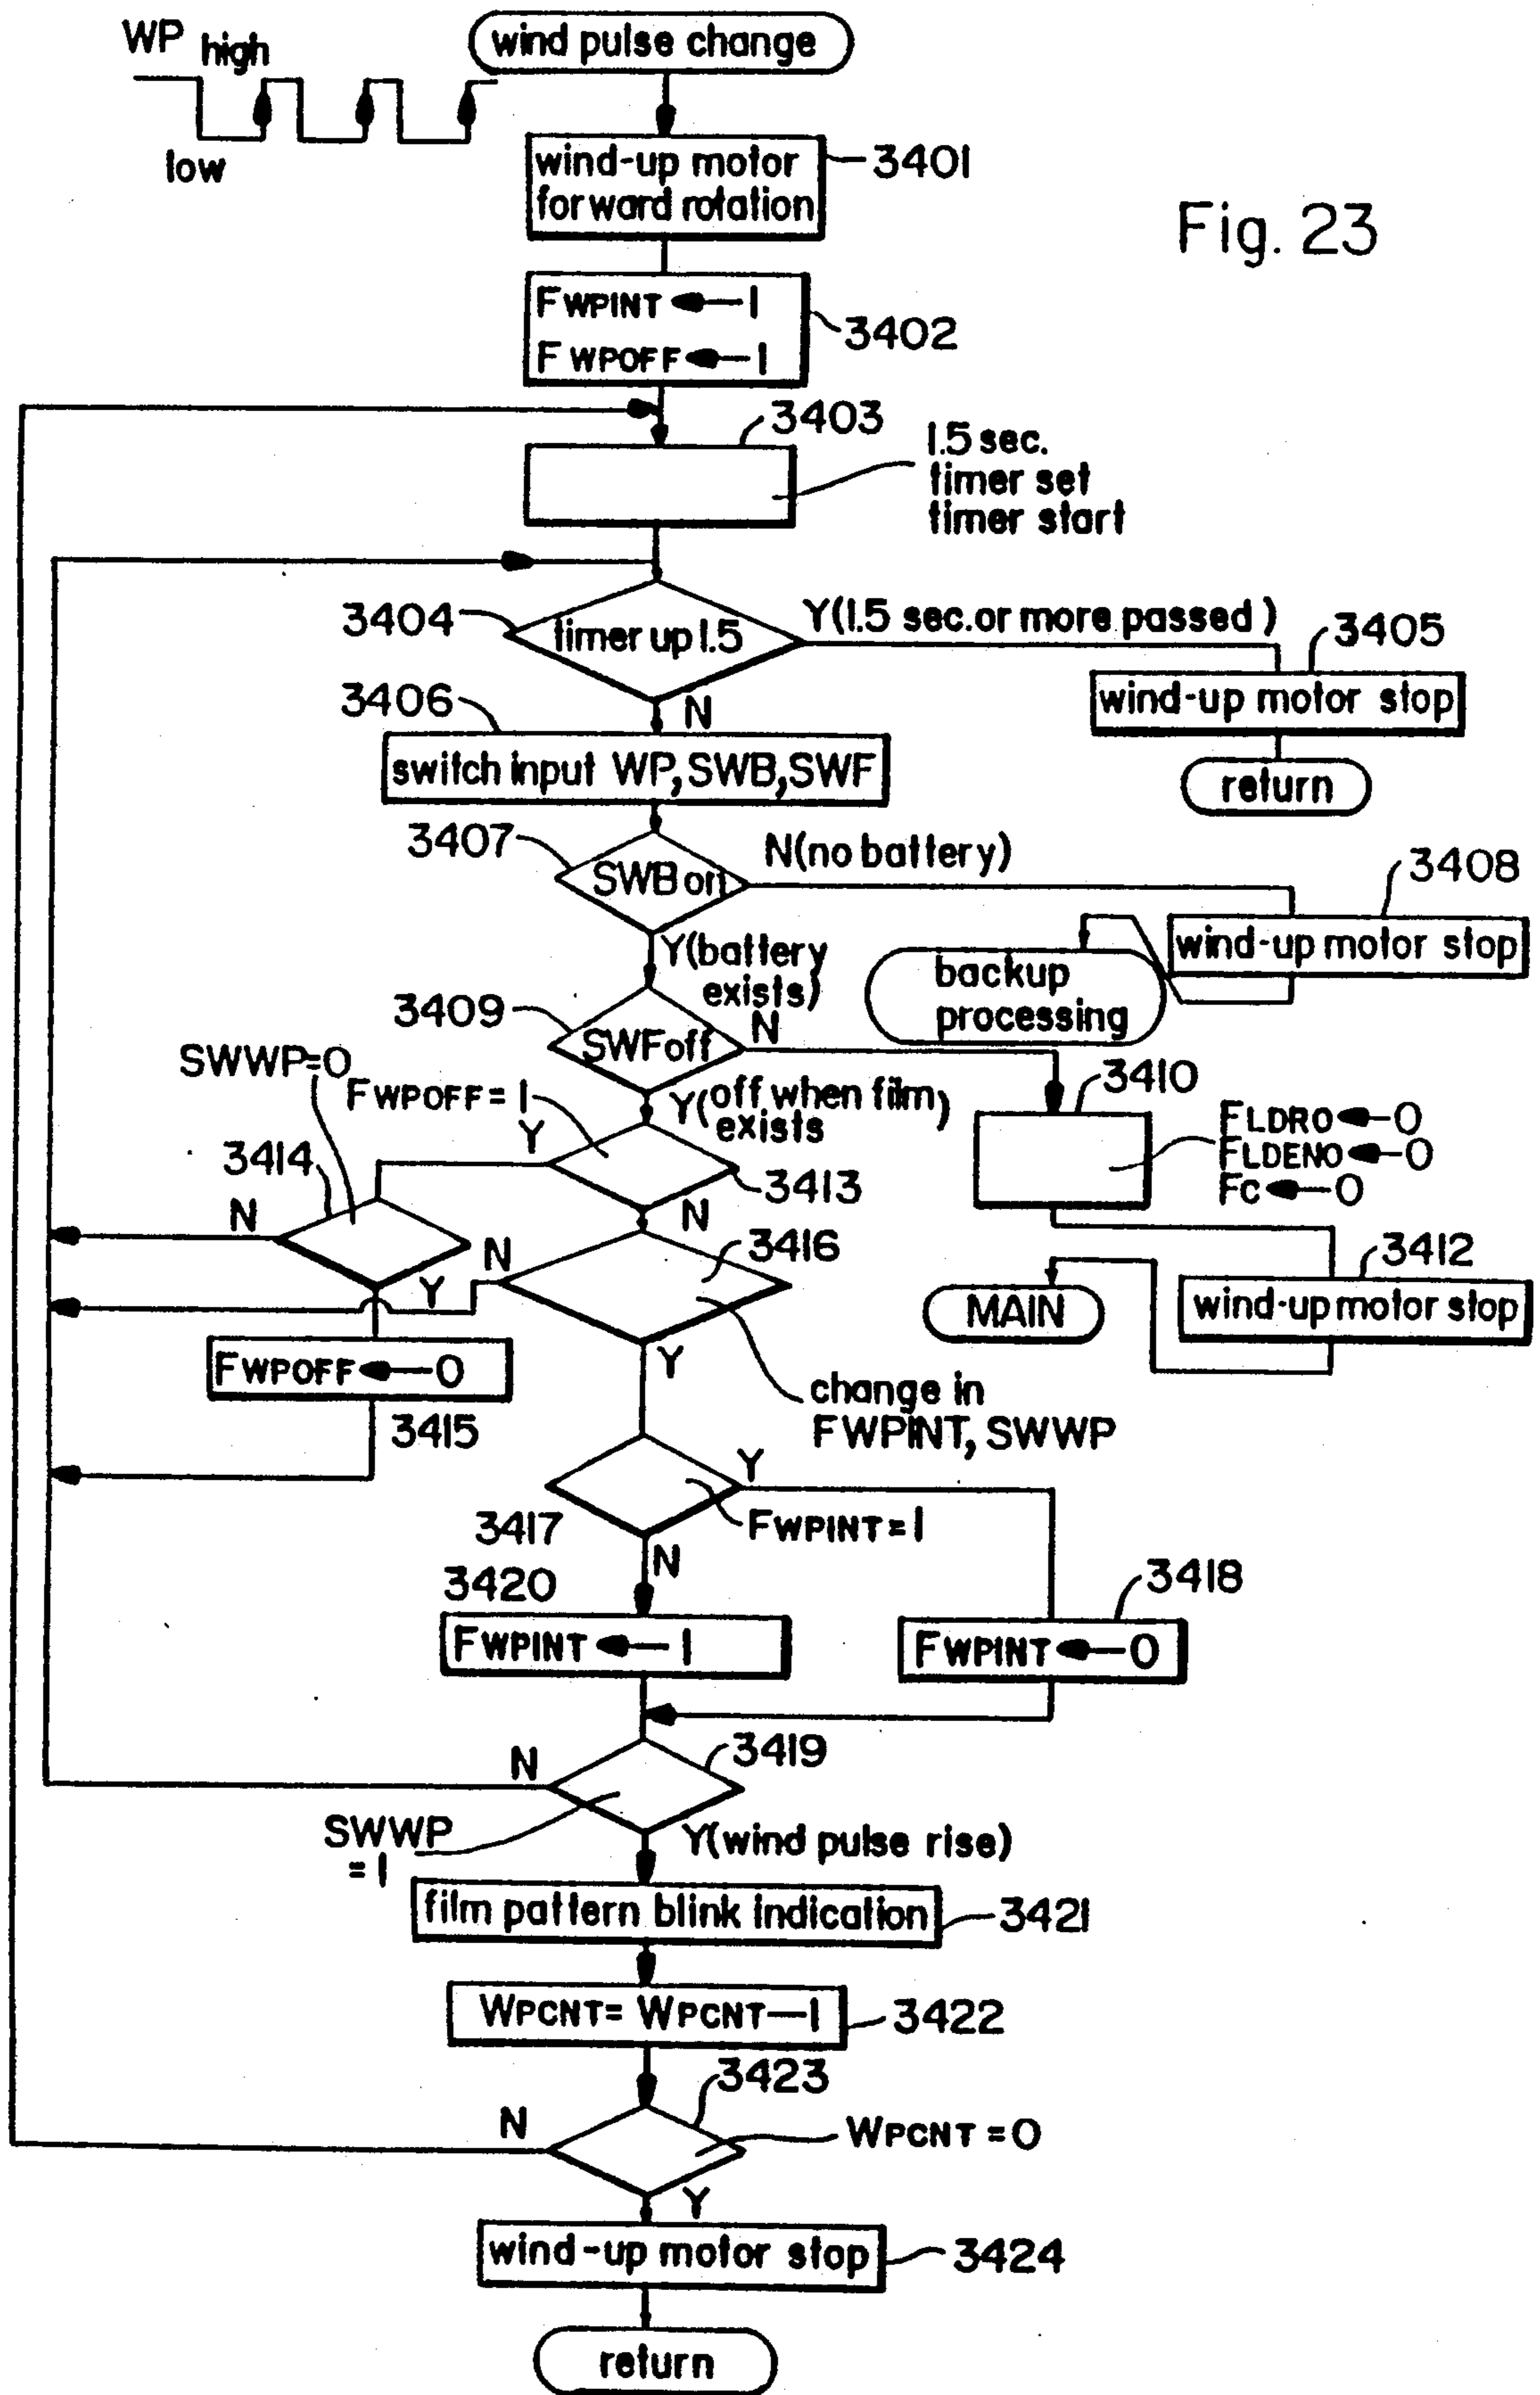 WP high
low
wind pulse change
wind-up motor
forward rotation
3401
Fig. 23
FWPINT ← 1
FWPOFF ← 1
3402
3403
1.5 sec.
timer set
timer start
3404
timer up 1.5
Y(1.5 sec. or more passed)
3405
wind-up motor stop
return
N
3406
switch input WP, SWB, SWF
3407
SWB on
N(no battery)
3408
wind-up motor stop
backup
processing
Y(battery
exists)
3409
SWF off
N
3410
FLDRO ← 0
FLDENO ← 0
FC ← 0
3412
wind-up motor stop
MAIN
Y(off when film
exists)
SWWP=0
FWPOFF = 1
Y
3413
N
3414
N
Y
3416
N
Y
change in
FWPINT, SWWP
FWPOFF ← 0
3415
3417
Y
FWPINT = 1
N
3420
FWPINT ← 1
3418
FWPINT ← 0
3419
N
SWWP
= 1
Y(wind pulse rise)
film pattern blink indication
3421
WPCNT= WPCNT—1
3422
3423
N
WPCNT = 0
Y
wind-up motor stop
3424
return